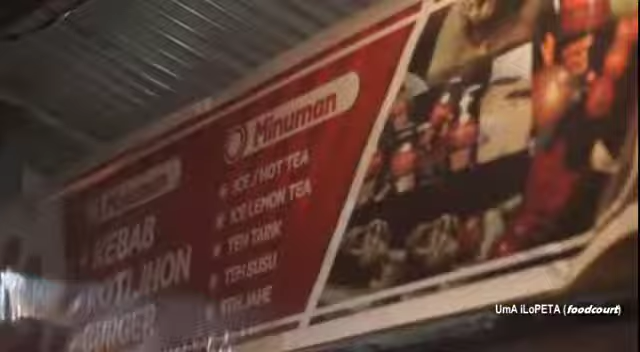 Makanan
KEBAB
ROTI JHON
BURGER
Minuman
ICE / HOT TEA
ICE LEMON TEA
TEH TARIK
TEH SUSU
TEH JAHE
UmA iLoPETA (foodcourt)